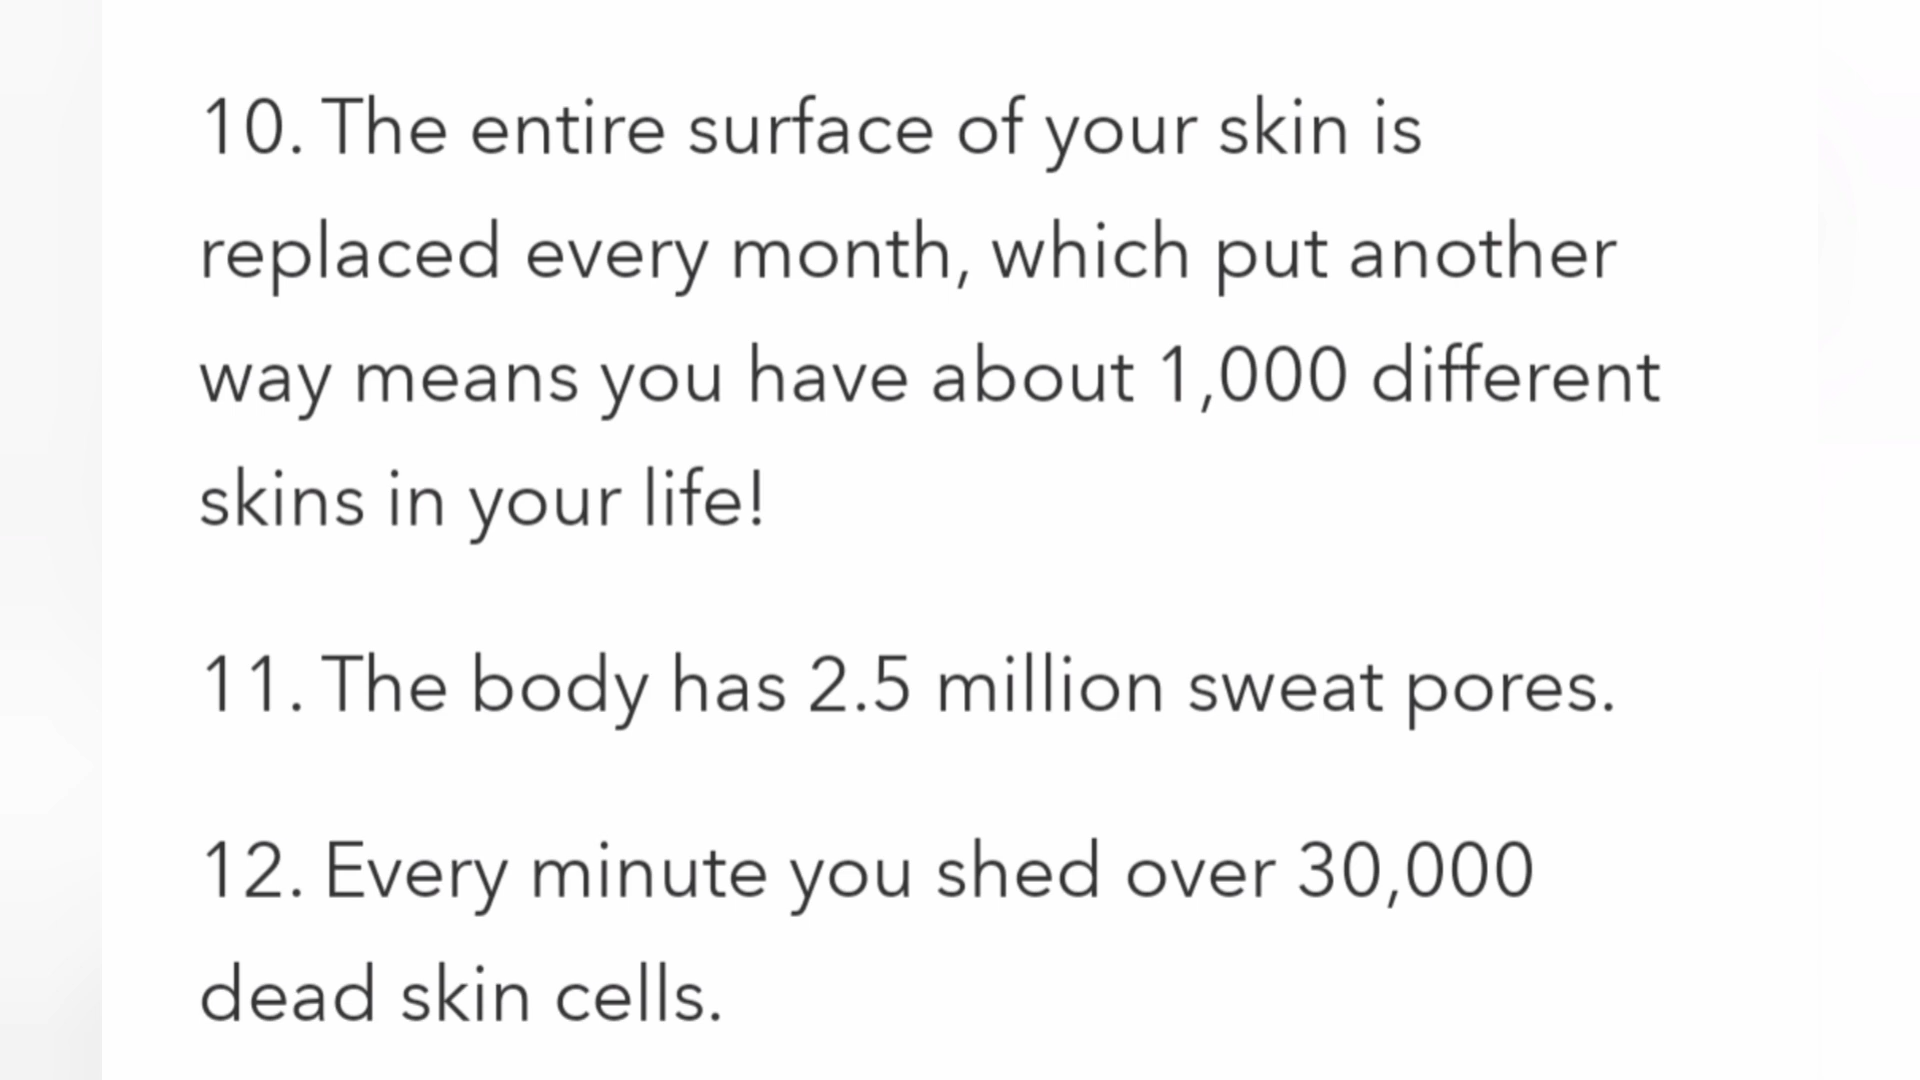 10. The entire surface of your skin is
replaced every month, which put another
way means you have about 1,000 different
skins in your life!
11. The body has 2.5 million sweat pores.
12. Every minute you shed over 30,000
dead skin cells.